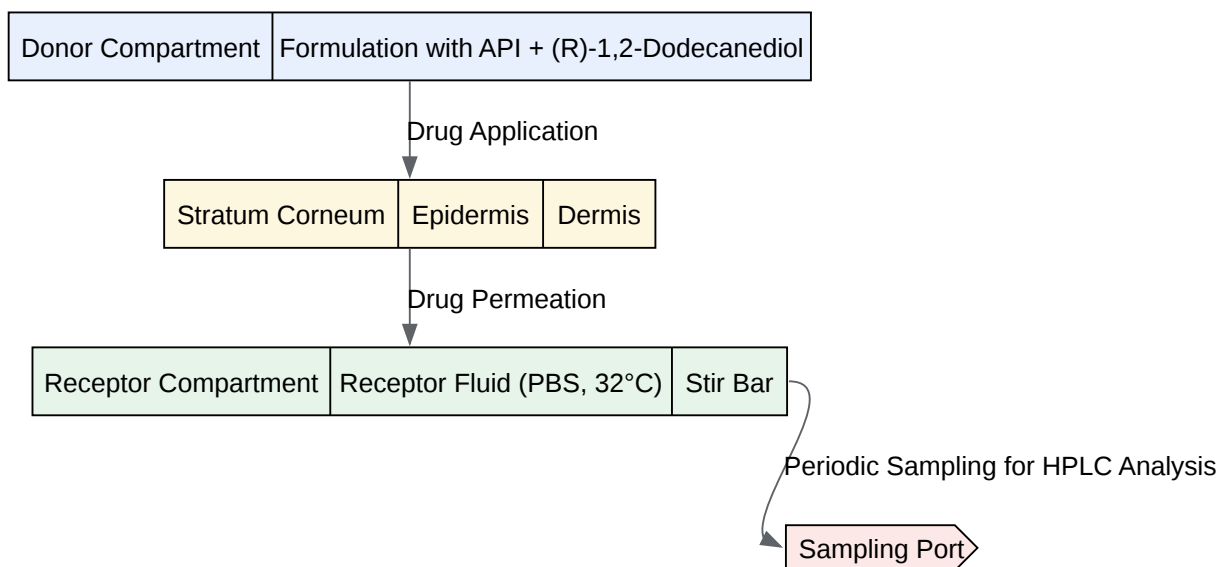 Donor Compartment
Formulation with API + (R)-1,2-Dodecanediol
Drug Application
Stratum Corneum
Epidermis
Dermis
Drug Permeation
Receptor Compartment
Receptor Fluid (PBS, 32°C)
Stir Bar
Periodic Sampling for HPLC Analysis
Sampling Port